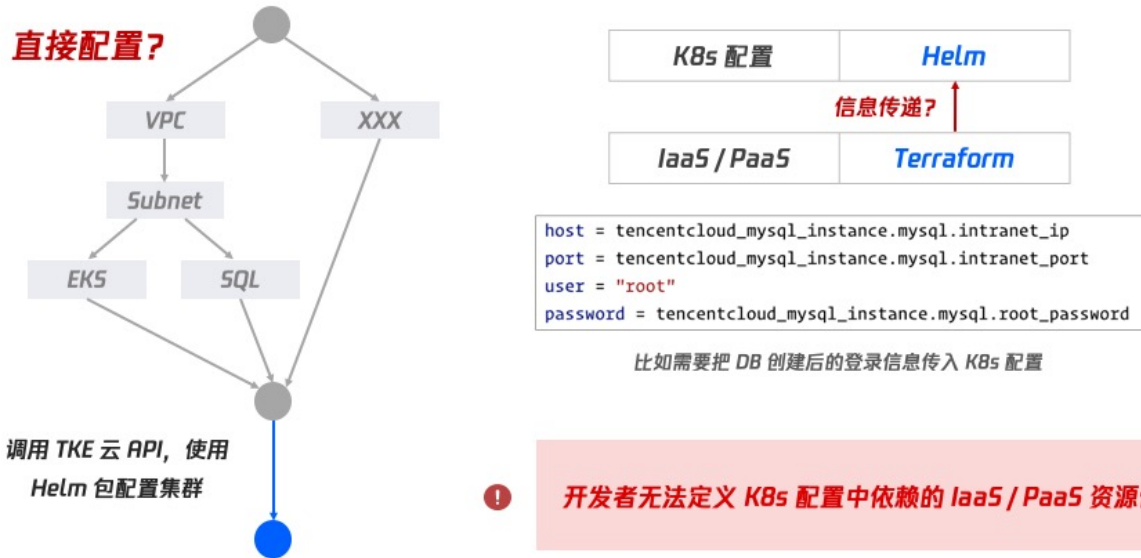 直接配置？
VPC
XXX
Subnet
EKS
SQL
调用 TKE 云 API，使用
Helm 包配置集群
K8s 配置
Helm
信息传递？
IaaS / PaaS
Terraform
host = tencentcloud_mysql_instance.mysql.intranet_ip
port = tencentcloud_mysql_instance.mysql.intranet_port
user = "root"
password = tencentcloud_mysql_instance.mysql.root_password
比如需要把 DB 创建后的登录信息传入 K8s 配置
!
开发者无法定义 K8s 配置中依赖的 IaaS / PaaS 资源